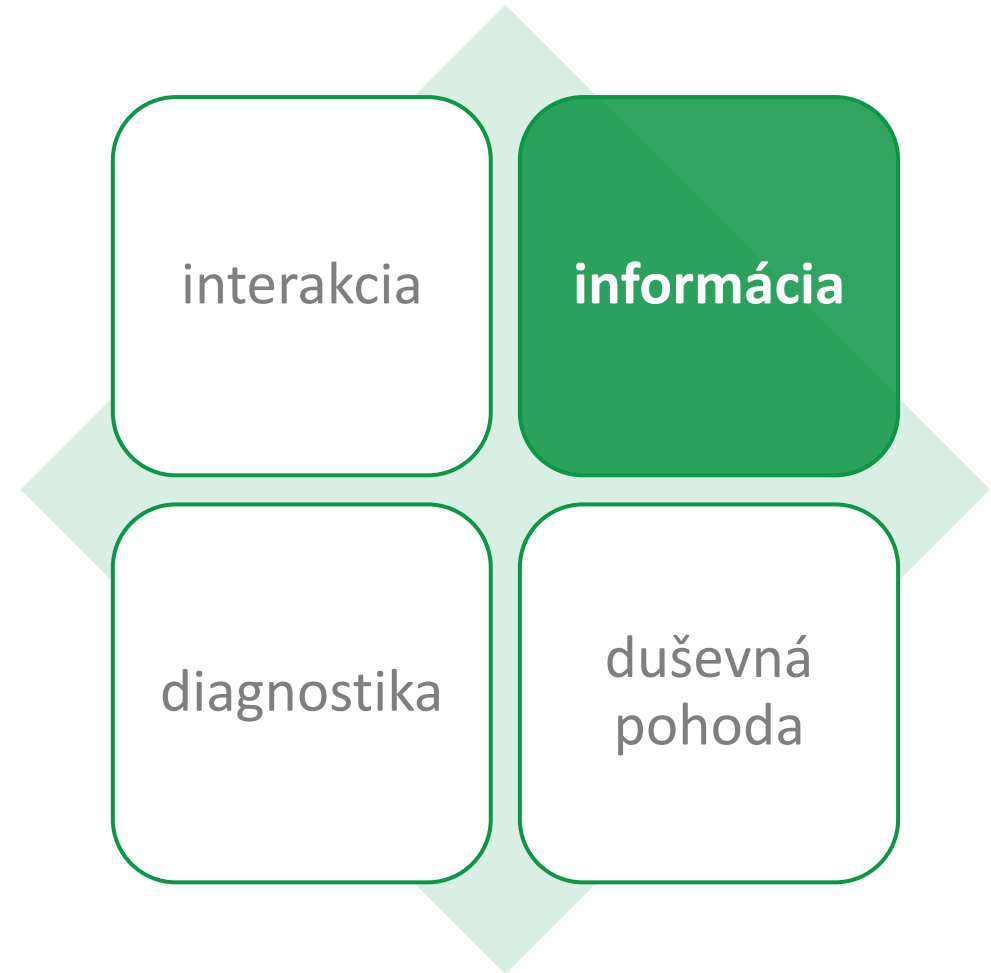 interakcia
informácia
diagnostika
duševná
pohoda